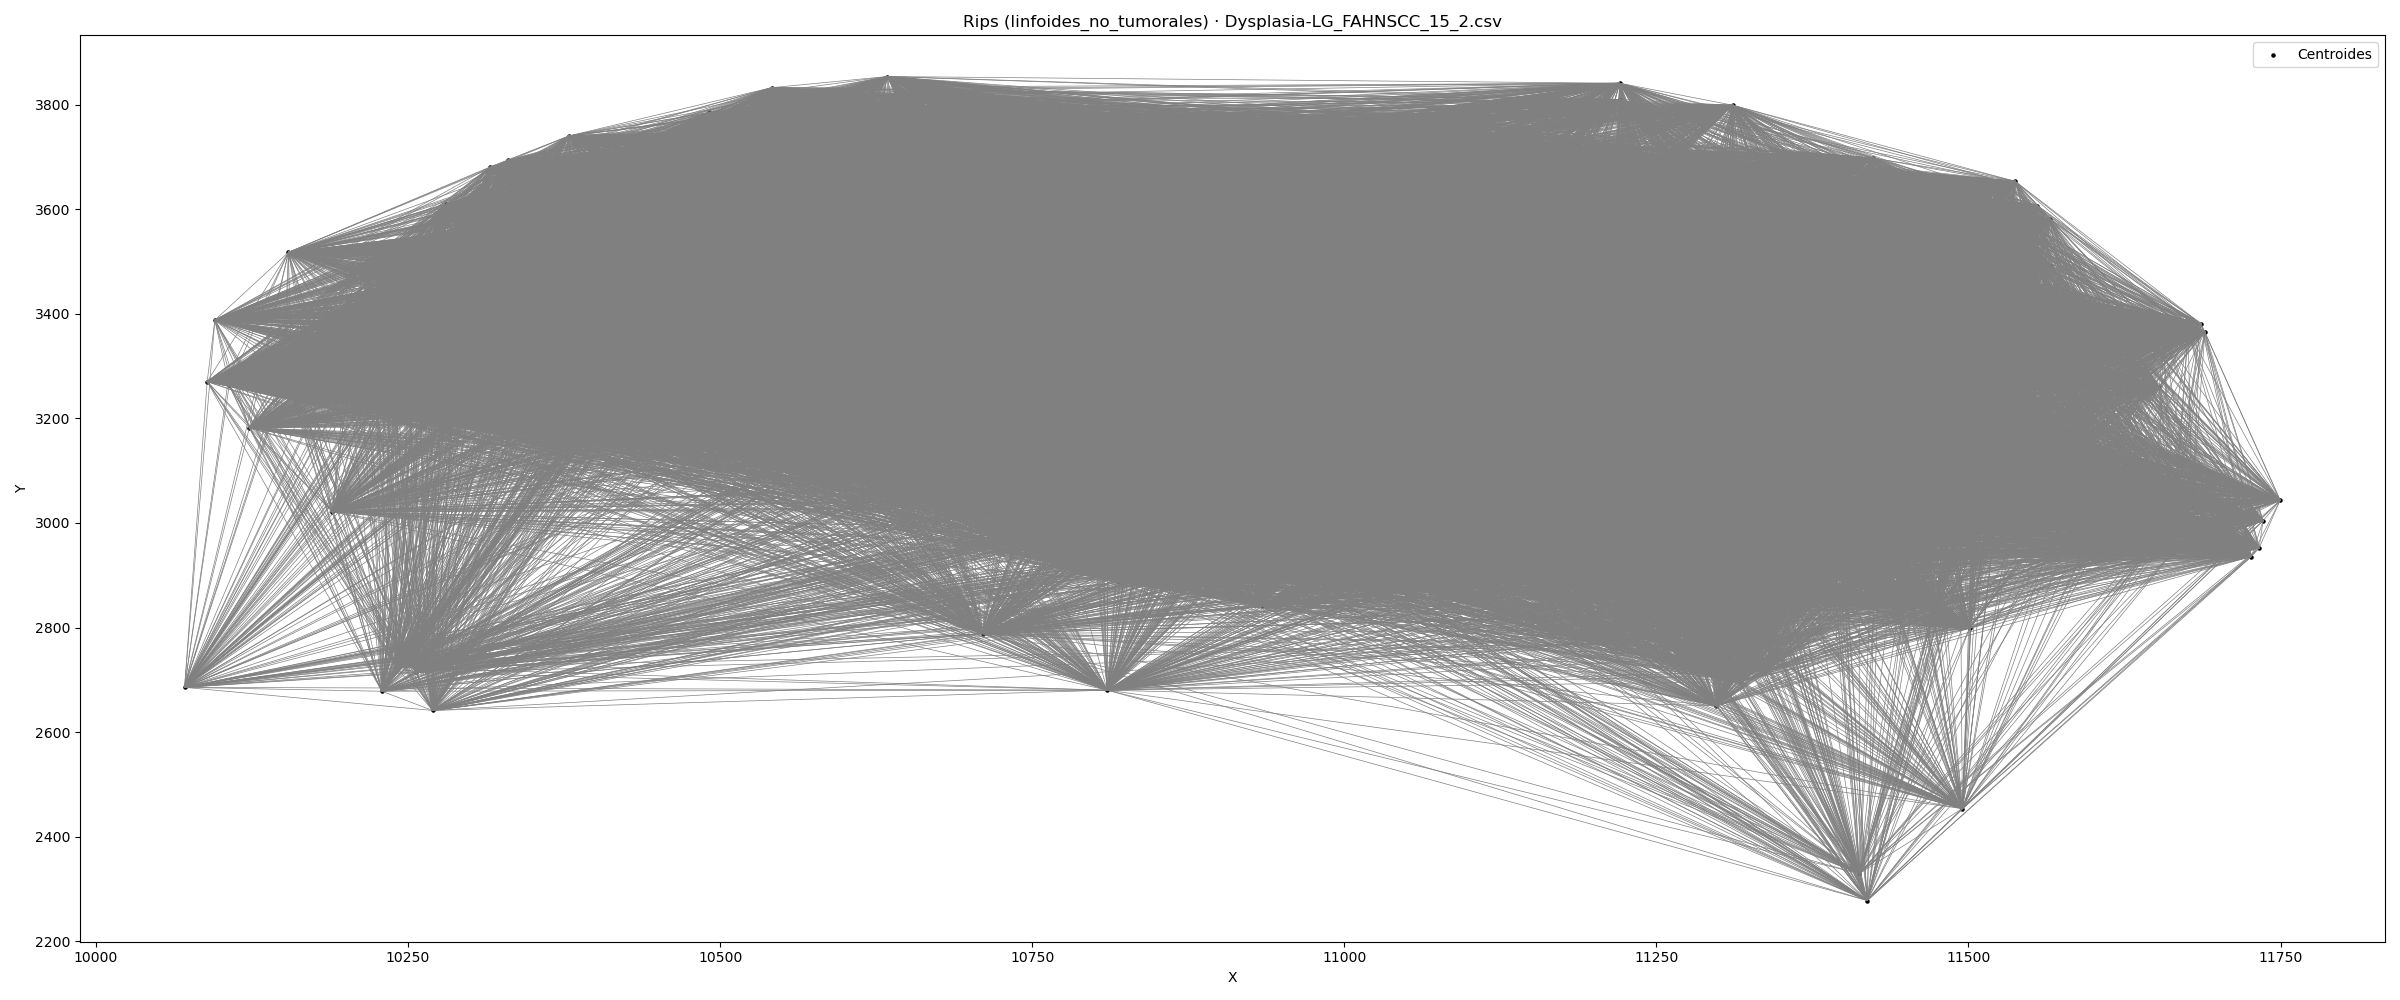 Rips (linfoides_no_tumorales) · Dysplasia-LG_FAHNSCC_15_2.csv
Centroides
3800
3600
3400
3200
3000
2800
2600
2400
2200
Y
10000 10250 10500 10750 11000 11250 11500 11750
X